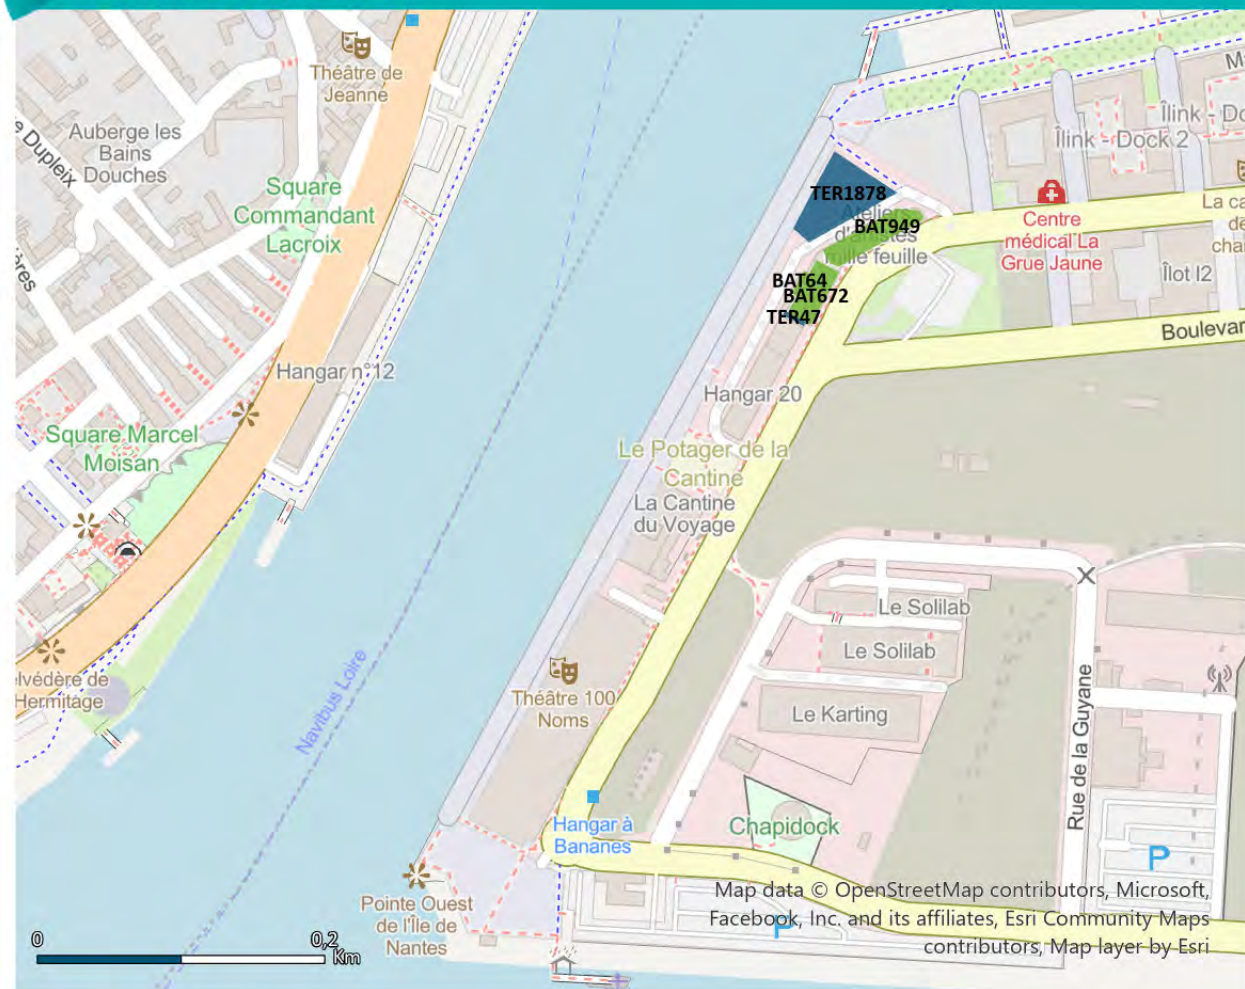 Théâtre de
Jeanne
Auberge les
Bains
Douches
Dupleix
Square
Commandant
Lacroix
Hangar n°12
Square Marcel
Moisan
Navibus Loire
TER1878
Ateliers
d'artistes
mille feuille
BAT949
BAT64
BAT672
TER47
Îlink - Dock 2
Centre
médical La
Grue Jaune
Îlot I2
Hangar 20
Le Potager de la
Cantine
La Cantine
du Voyage
Le Solilab
Le Solilab
Le Karting
Rue de la Guyane
Théâtre 100
Noms
Hangar à
Bananes
Chapidock
P
P
Pointe Ouest
de l'Île de
Nantes
0
0,2
Km
Map data © OpenStreetMap contributors, Microsoft,
Facebook, Inc. and its affiliates, Esri Community Maps
contributors, Map layer by Esri